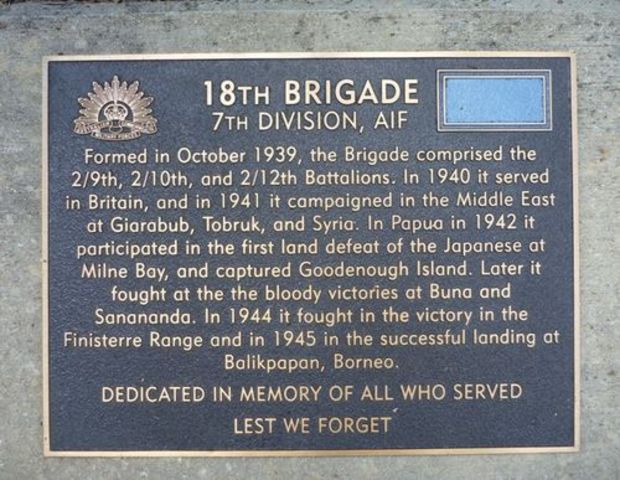 18TH BRIGADE
7TH DIVISION, AIF
Formed in October 1939, the Brigade comprised the
2/9th, 2/10th, and 2/12th Battalions. In 1940 it served
in Britain, and in 1941 it campaigned in the Middle East
at Giarabub, Tobruk, and Syria. In Papua in 1942 it
participated in the first land defeat of the Japanese at
Milne Bay, and captured Goodenough Island. Later it
fought at the the bloody victories at Buna and
Sanananda. In 1944 it fought in the victory in the
Finisterre Range and in 1945 in the successful landing at
Balikpapan, Borneo.
DEDICATED IN MEMORY OF ALL WHO SERVED
LEST WE FORGET